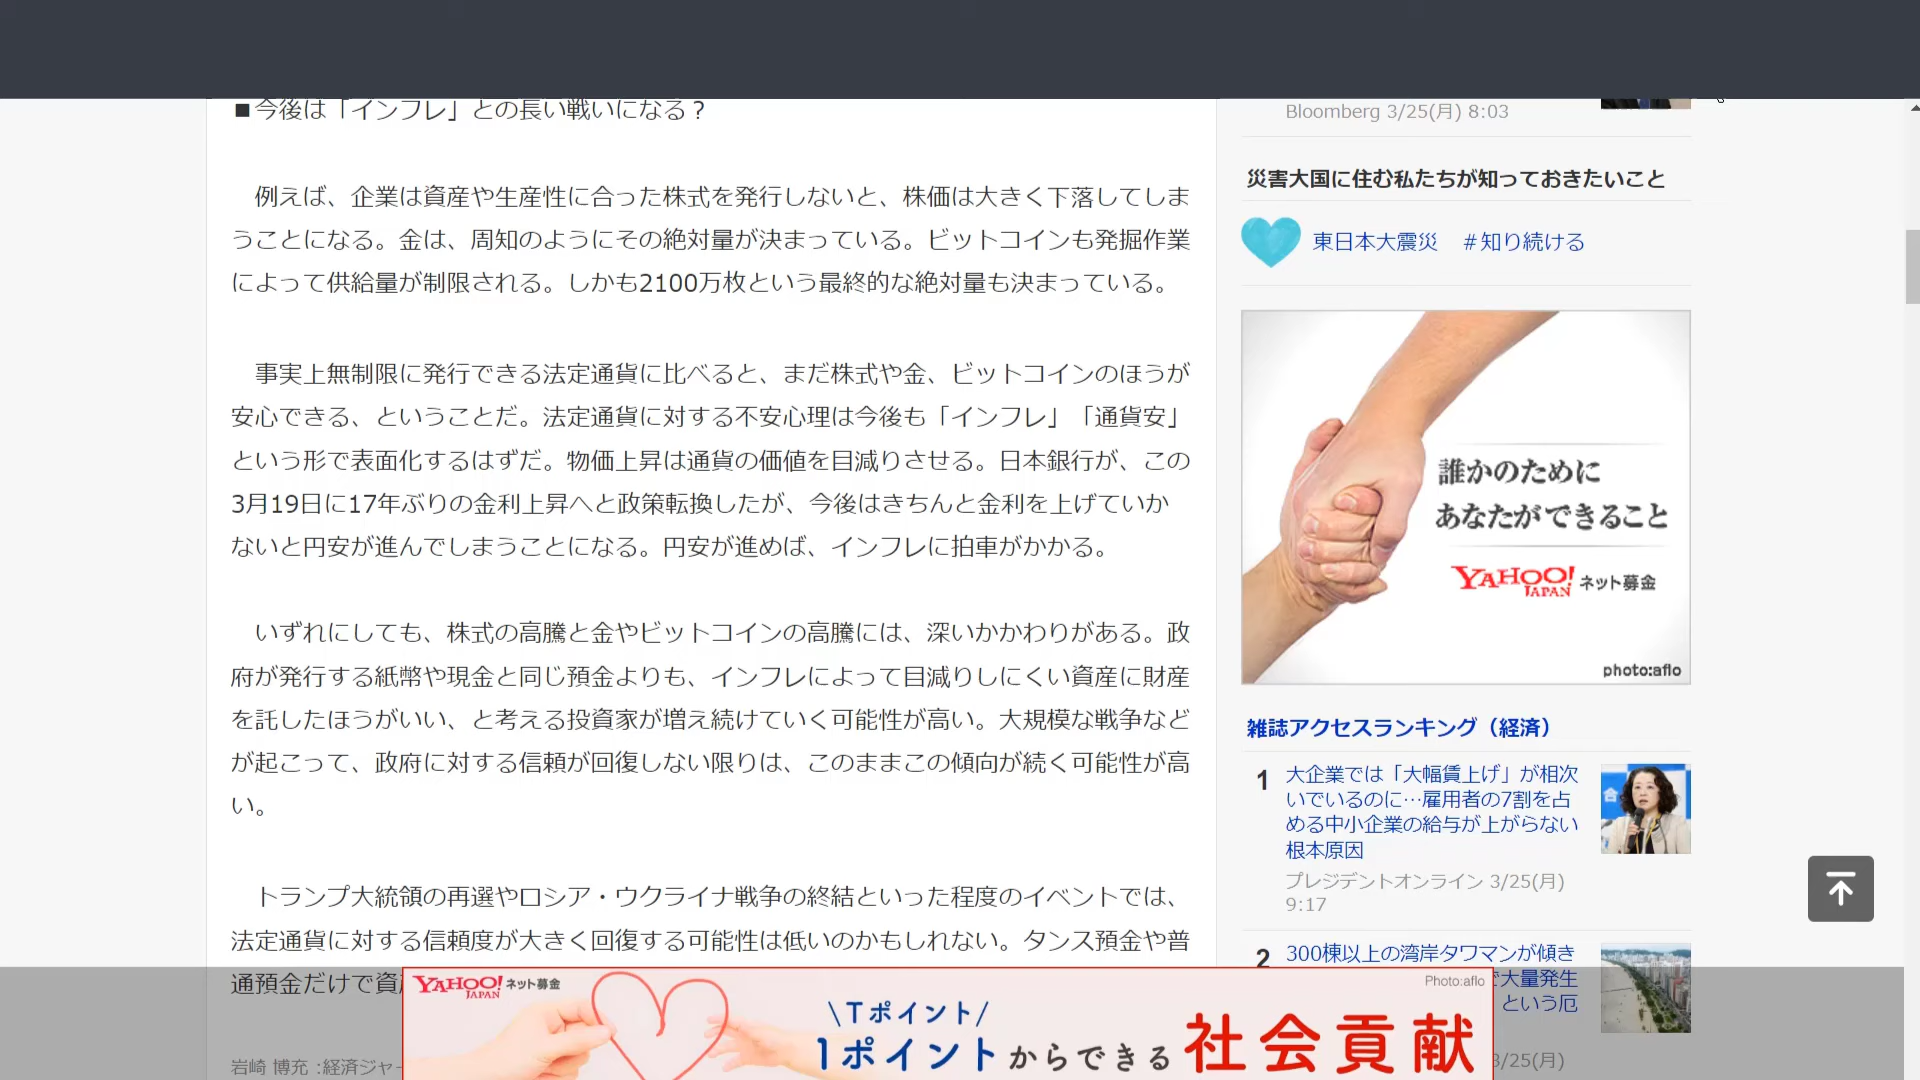 ■今後は「インフレ」との長い戦いになる？
例えば、企業は資産や生産性に合った株式を発行しないと、株価は大きく下落してしま
うことになる。金は、周知のようにその絶対量が決まっている。ビットコインも発掘作業
によって供給量が制限される。しかも2100万枚という最終的な絶対量も決まっている。
事実上無制限に発行できる法定通貨に比べると、まだ株式や金、ビットコインのほうが
安心できる、ということだ。法定通貨に対する不安心理は今後も「インフレ」「通貨安」
という形で表面化するはずだ。物価上昇は通貨の価値を目減りさせる。日本銀行が、この
3月19日に17年ぶりの金利上昇へと政策転換したが、今後はきちんと金利を上げていか
ないと円安が進んでしまうことになる。円安が進めば、インフレに拍車がかかる。
いずれにしても、株式の高騰と金やビットコインの高騰には、深いかかわりがある。政
府が発行する紙幣や現金と同じ預金よりも、インフレによって目減りしにくい資産に財産
を託したほうがいい、と考える投資家が増え続けていく可能性が高い。大規模な戦争など
が起こって、政府に対する信頼が回復しない限りは、このままこの傾向が続く可能性が高
い。
トランプ大統領の再選やロシア・ウクライナ戦争の終結といった程度のイベントでは、
法定通貨に対する信頼度が大きく回復する可能性は低いのかもしれない。タンス預金や普
通預金だけで資
岩崎 博充 :経済ジャー
Bloomberg 3/25(月) 8:03
災害大国に住む私たちが知っておきたいこと
東日本大震災 ＃知り続ける
誰かのために
あなたができること
YAHOO! JAPAN ネット募金
photo:aflo
雑誌アクセスランキング（経済）
1 大企業では「大幅賃上げ」が相次
いでいるのに…雇用者の7割を占
める中小企業の給与が上がらない
根本原因
プレジデントオンライン 3/25(月)
9:17
2 300棟以上の湾岸タワマンが傾き
大量発生
という厄
3/25(月)
YAHOO! JAPAN ネット募金
Photo:aflo
\Tポイント/
1ポイントからできる 社会貢献